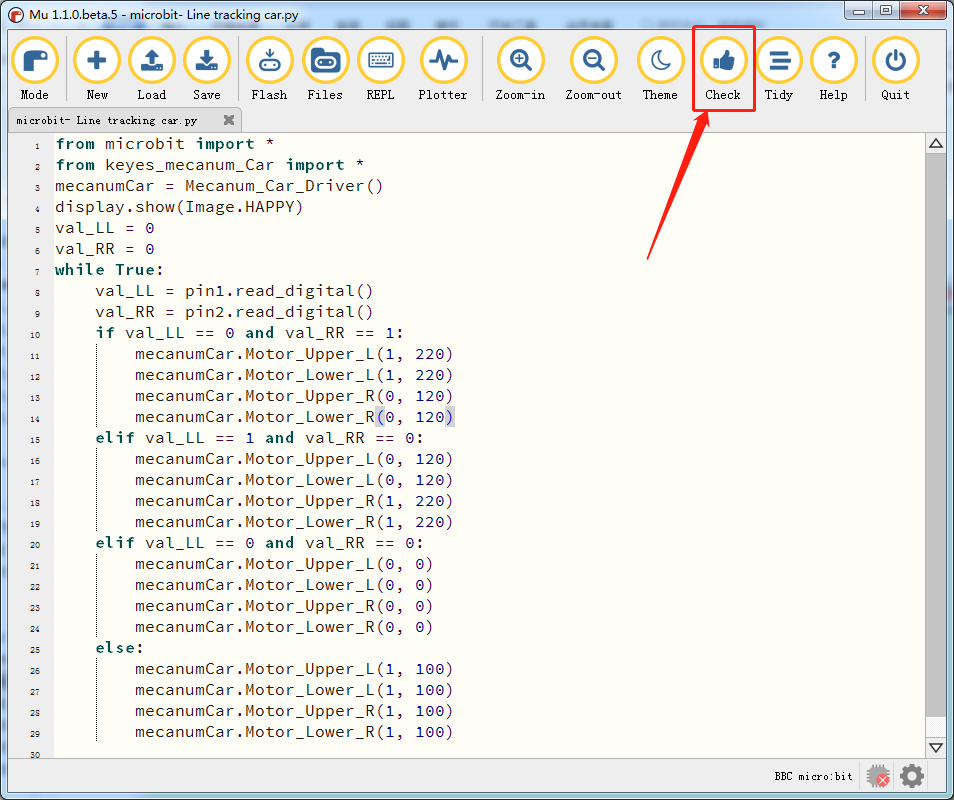 Mu 1.1.0.beta.5 - microbit- Line tracking car.py
Mode New Load Save Flash Files REPL Plotter Zoom-in Zoom-out Theme Check Tidy Help Quit
microbit- Line tracking car.py
1 from microbit import *
2 from keyes_mecanum_Car import *
3 mecanumCar = Mecanum_Car_Driver()
4 display.show(Image.HAPPY)
5 val_LL = 0
6 val_RR = 0
7 while True:
8 val_LL = pin1.read_digital()
9 val_RR = pin2.read_digital()
10 if val_LL == 0 and val_RR == 1:
11 mecanumCar.Motor_Upper_L(1, 220)
12 mecanumCar.Motor_Lower_L(1, 220)
13 mecanumCar.Motor_Upper_R(0, 120)
14 mecanumCar.Motor_Lower_R(0, 120)
15 elif val_LL == 1 and val_RR == 0:
16 mecanumCar.Motor_Upper_L(0, 120)
17 mecanumCar.Motor_Lower_L(0, 120)
18 mecanumCar.Motor_Upper_R(1, 220)
19 mecanumCar.Motor_Lower_R(1, 220)
20 elif val_LL == 0 and val_RR == 0:
21 mecanumCar.Motor_Upper_L(0, 0)
22 mecanumCar.Motor_Lower_L(0, 0)
23 mecanumCar.Motor_Upper_R(0, 0)
24 mecanumCar.Motor_Lower_R(0, 0)
25 else:
26 mecanumCar.Motor_Upper_L(1, 100)
27 mecanumCar.Motor_Lower_L(1, 100)
28 mecanumCar.Motor_Upper_R(1, 100)
29 mecanumCar.Motor_Lower_R(1, 100)
30
BBC micro:bit